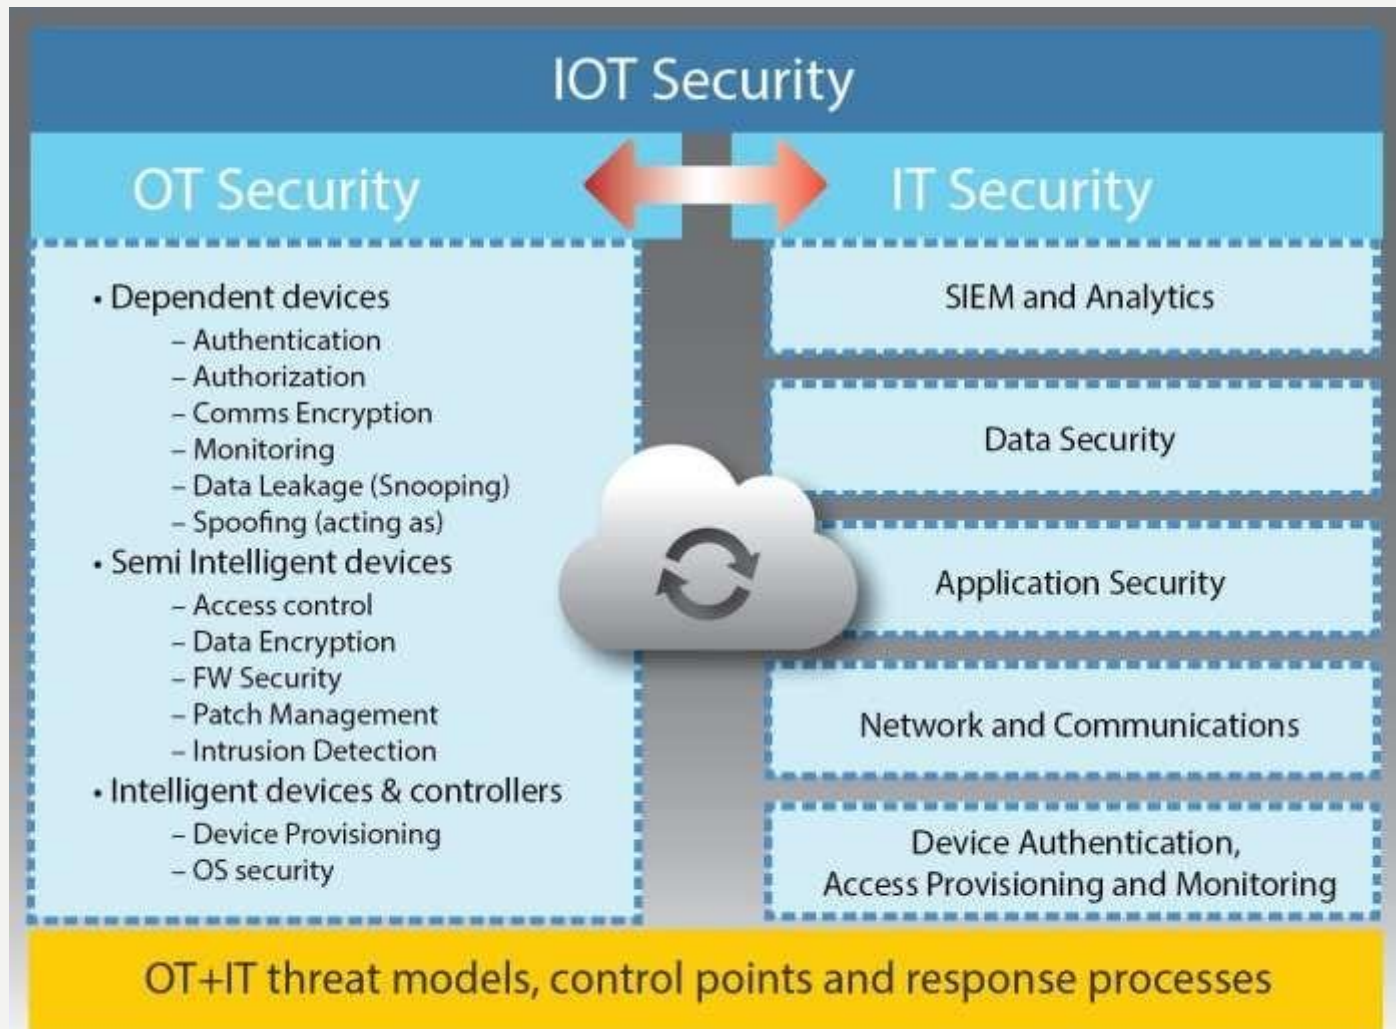 IOT Security
OT Security
IT Security
• Dependent devices
– Authentication
– Authorization
– Comms Encryption
– Monitoring
– Data Leakage (Snooping)
– Spoofing (acting as)
• Semi Intelligent devices
– Access control
– Data Encryption
– FW Security
– Patch Management
– Intrusion Detection
• Intelligent devices & controllers
– Device Provisioning
– OS security
SIEM and Analytics
Data Security
Application Security
Network and Communications
Device Authentication,
Access Provisioning and Monitoring
OT+IT threat models, control points and response processes